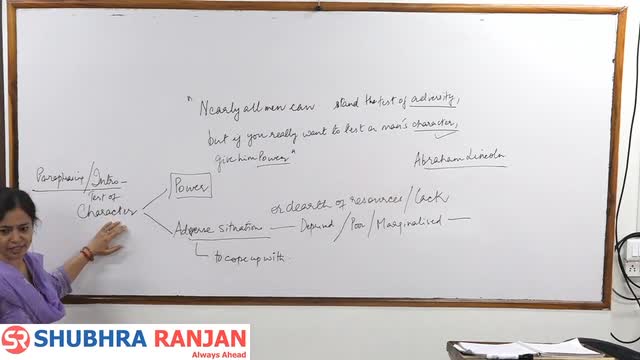 " Nearly all men can stand the test of adversity,
but if you really want to test a man's character,
give him Power "
Abraham Lincoln
Paraphrasing / Intro-
Test of
Character
Power
Adverse situation — Deprived / Poor / Marginalised —
or dearth of resources / Lack
to cope up with
SR SHUBHRA RANJAN
Always Ahead